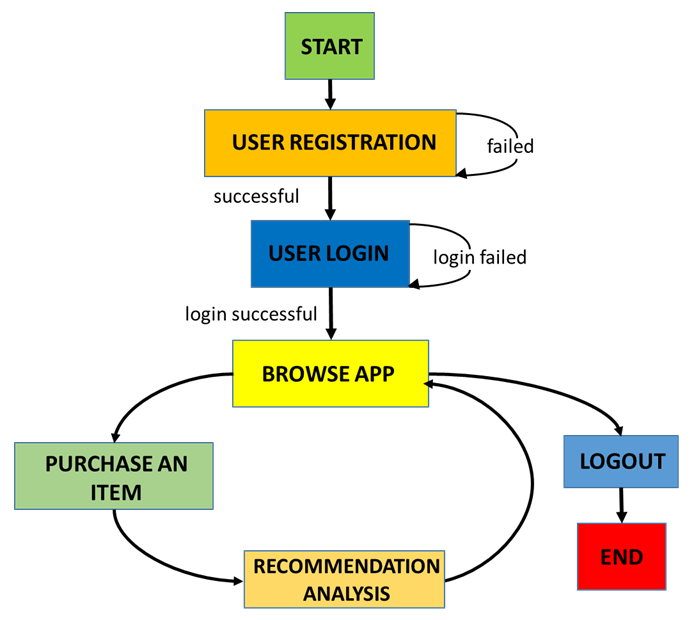 START
USER REGISTRATION
failed
successful
USER LOGIN
login failed
login successful
BROWSE APP
PURCHASE AN
ITEM
LOGOUT
RECOMMENDATION
ANALYSIS
END